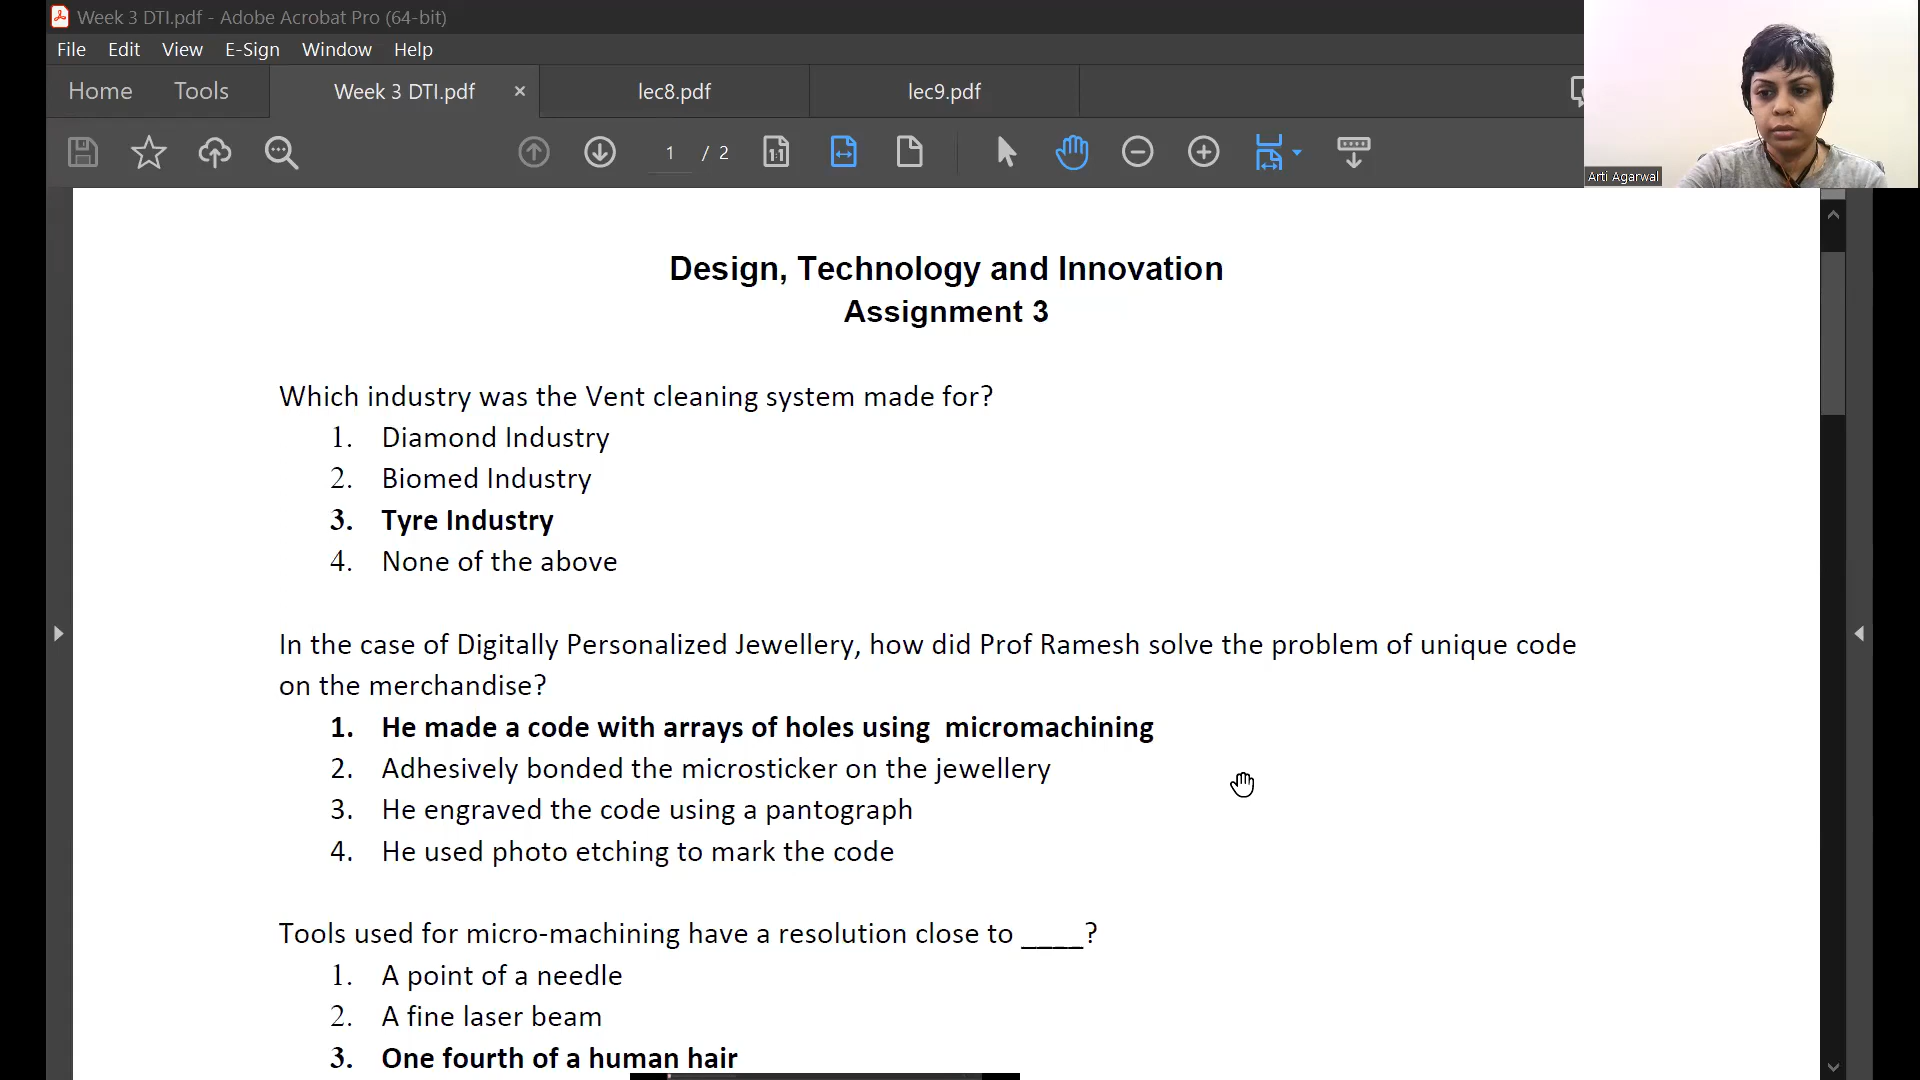 Week 3 DTI.pdf - Adobe Acrobat Pro (64-bit)
File Edit View E-Sign Window Help
Home Tools Week 3 DTI.pdf × lec8.pdf lec9.pdf
1 / 2
Arti Agarwal
Design, Technology and Innovation
Assignment 3
Which industry was the Vent cleaning system made for?
1. Diamond Industry
2. Biomed Industry
3. Tyre Industry
4. None of the above
In the case of Digitally Personalized Jewellery, how did Prof Ramesh solve the problem of unique code
on the merchandise?
1. He made a code with arrays of holes using  micromachining
2. Adhesively bonded the microsticker on the jewellery
3. He engraved the code using a pantograph
4. He used photo etching to mark the code
Tools used for micro-machining have a resolution close to ____?
1. A point of a needle
2. A fine laser beam
3. One fourth of a human hair